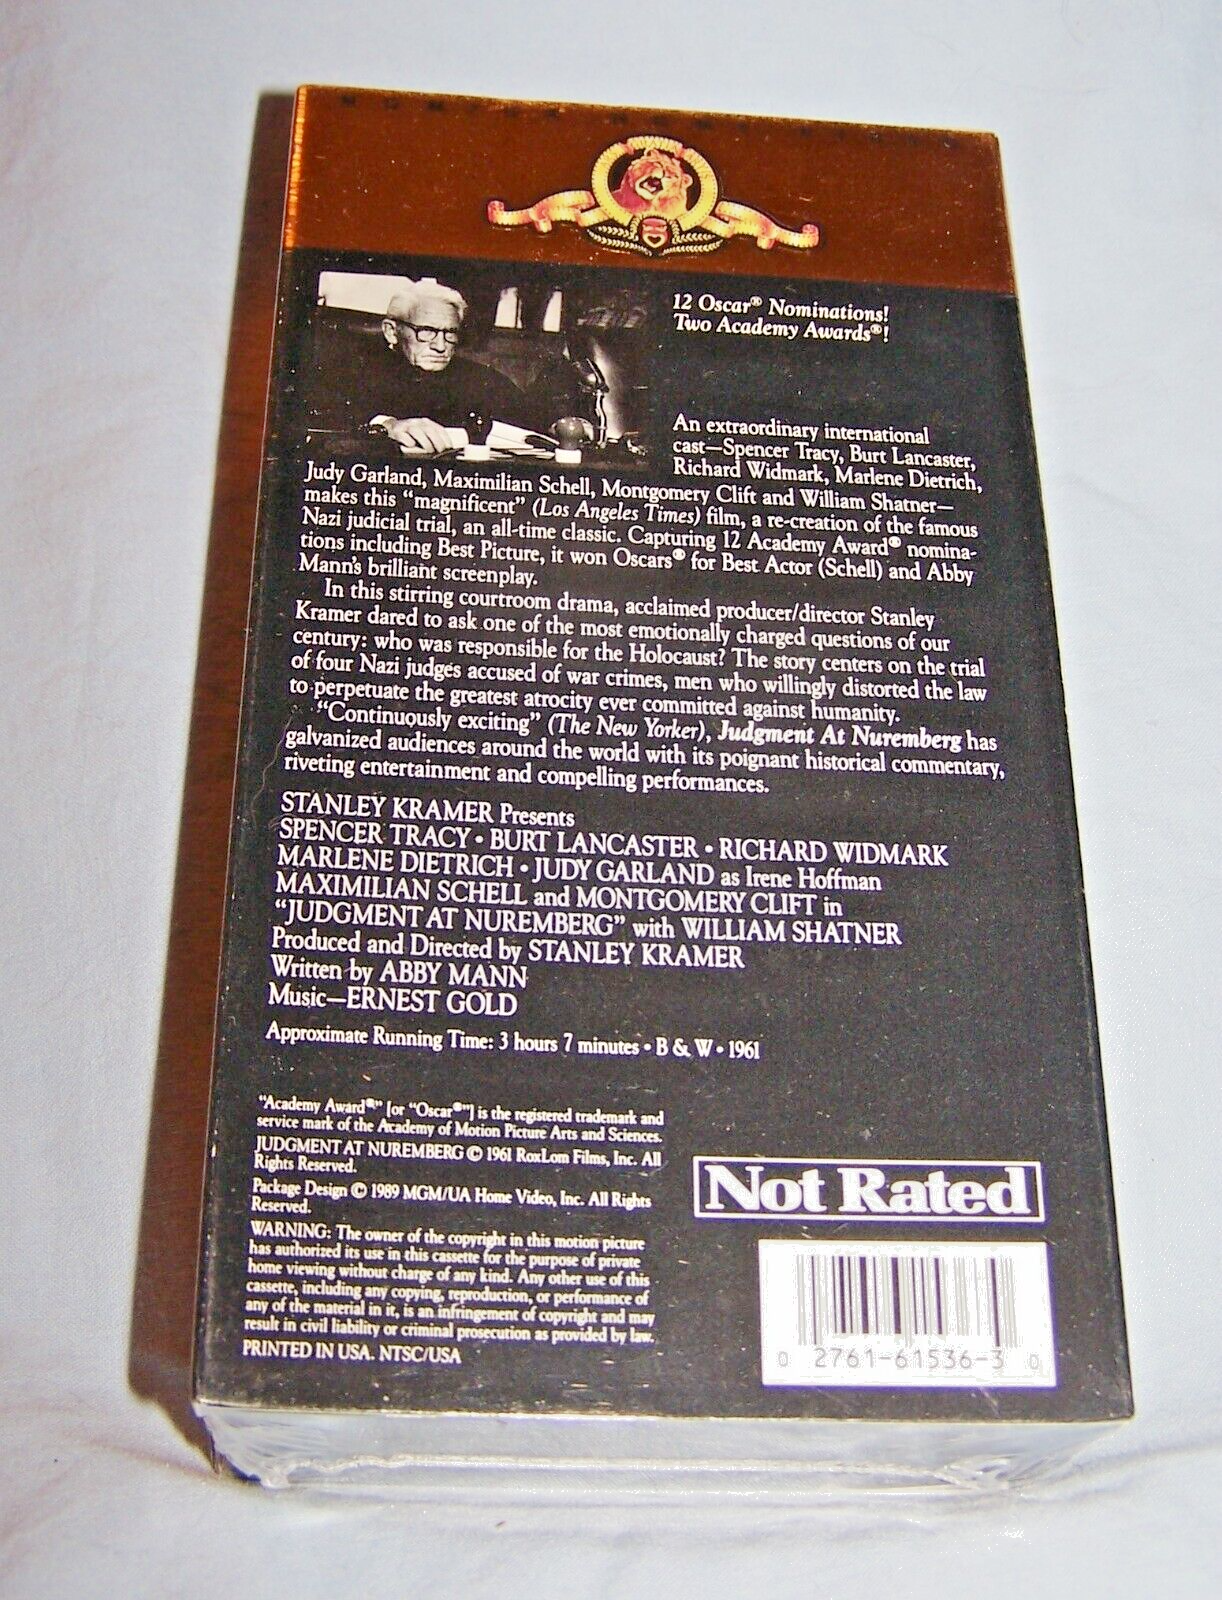 12 Oscar® Nominations!
Two Academy Awards®!
An extraordinary international
cast—Spencer Tracy, Burt Lancaster,
Richard Widmark, Marlene Dietrich,
Judy Garland, Maximilian Schell, Montgomery Clift and William Shatner—
makes this “magnificent” (Los Angeles Times) film, a re-creation of the famous
Nazi judicial trial, an all-time classic. Capturing 12 Academy Award® nomina-
tions including Best Picture, it won Oscars® for Best Actor (Schell) and Abby
Mann's brilliant screenplay.
In this stirring courtroom drama, acclaimed producer/director Stanley
Kramer dared to ask one of the most emotionally charged questions of our
century: who was responsible for the Holocaust? The story centers on the trial
of four Nazi judges accused of war crimes, men who willingly distorted the law
to perpetuate the greatest atrocity ever committed against humanity.
“Continuously exciting” (The New Yorker), Judgment At Nuremberg has
galvanized audiences around the world with its poignant historical commentary,
riveting entertainment and compelling performances.
STANLEY KRAMER Presents
SPENCER TRACY • BURT LANCASTER • RICHARD WIDMARK
MARLENE DIETRICH • JUDY GARLAND as Irene Hoffman
MAXIMILIAN SCHELL and MONTGOMERY CLIFT in
“JUDGMENT AT NUREMBERG” with WILLIAM SHATNER
Produced and Directed by STANLEY KRAMER
Written by ABBY MANN
Music—ERNEST GOLD
Approximate Running Time: 3 hours 7 minutes • B & W • 1961
“Academy Award®” [or “Oscar®”] is the registered trademark and
service mark of the Academy of Motion Picture Arts and Sciences.
JUDGMENT AT NUREMBERG © 1961 RoxLom Films, Inc. All
Rights Reserved.
Package Design © 1989 MGM/UA Home Video, Inc. All Rights
Reserved.
WARNING: The owner of the copyright in this motion picture
has authorized its use in this cassette for the purpose of private
home viewing without charge of any kind. Any other use of this
cassette, including any copying, reproduction, or performance of
any of the material in it, is an infringement of copyright and may
result in civil liability or criminal prosecution as provided by law.
PRINTED IN USA. NTSC/USA
Not Rated
0 2761-61536-3 0